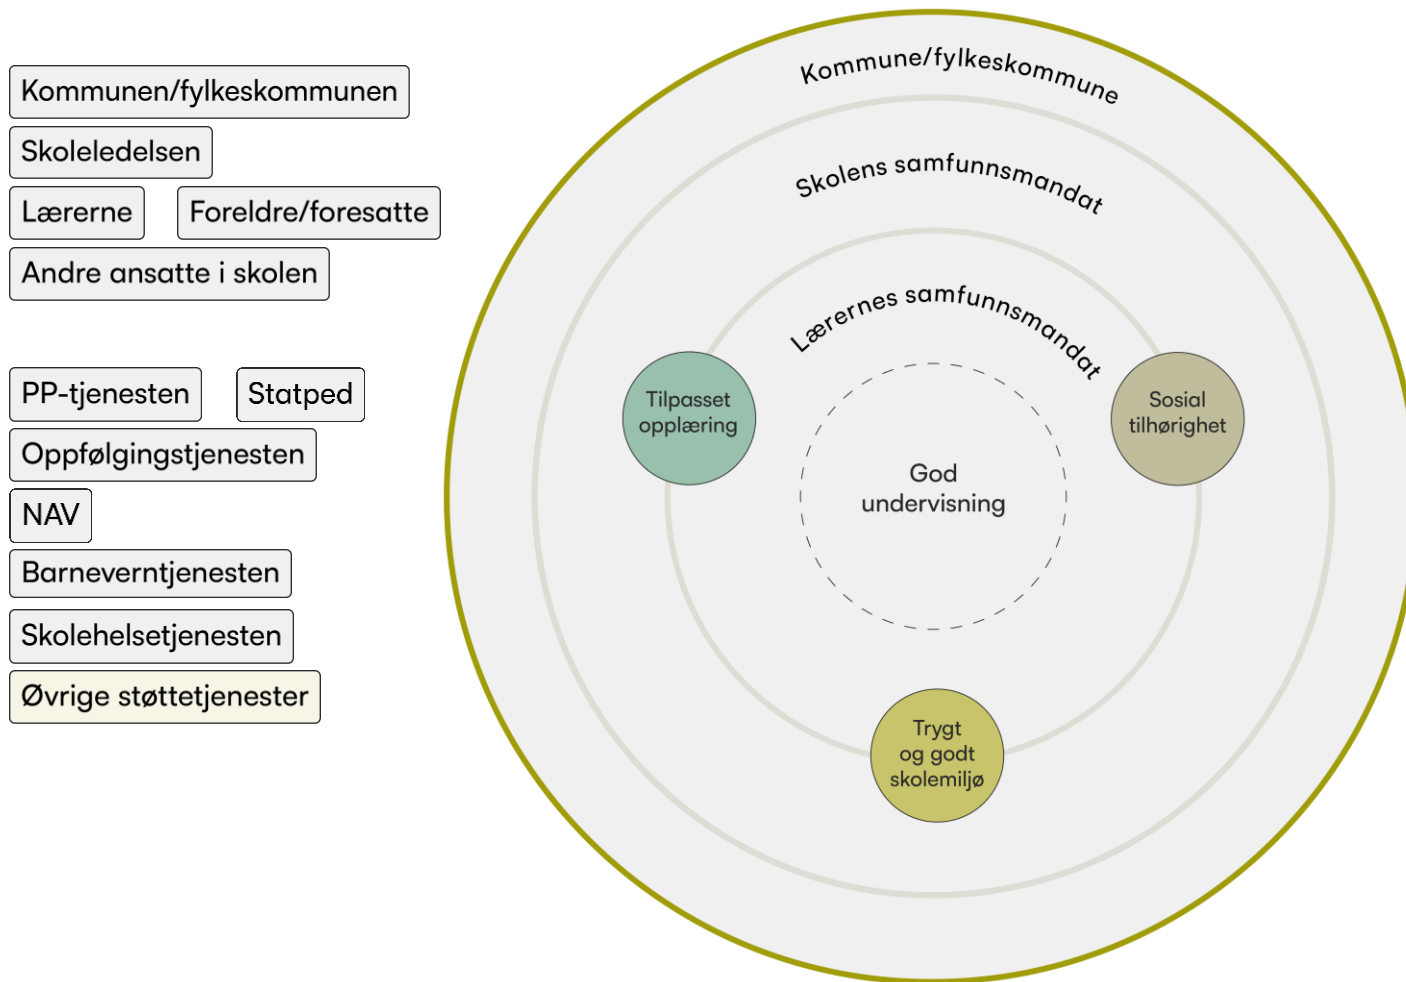 Kommunen/fylkeskommunen
Skoleledelsen
Lærerne
Foreldre/foresatte
Andre ansatte i skolen
PP-tjenesten
Statped
Oppfølgingstjenesten
NAV
Barneverntjenesten
Skolehelsetjenesten
Øvrige støttetjenester
Kommune/fylkeskommune
Skolens samfunnsmandat
Lærernes samfunnsmandat
Tilpasset
opplæring
Sosial
tilhørighet
God
undervisning
Trygt
og godt
skolemiljø